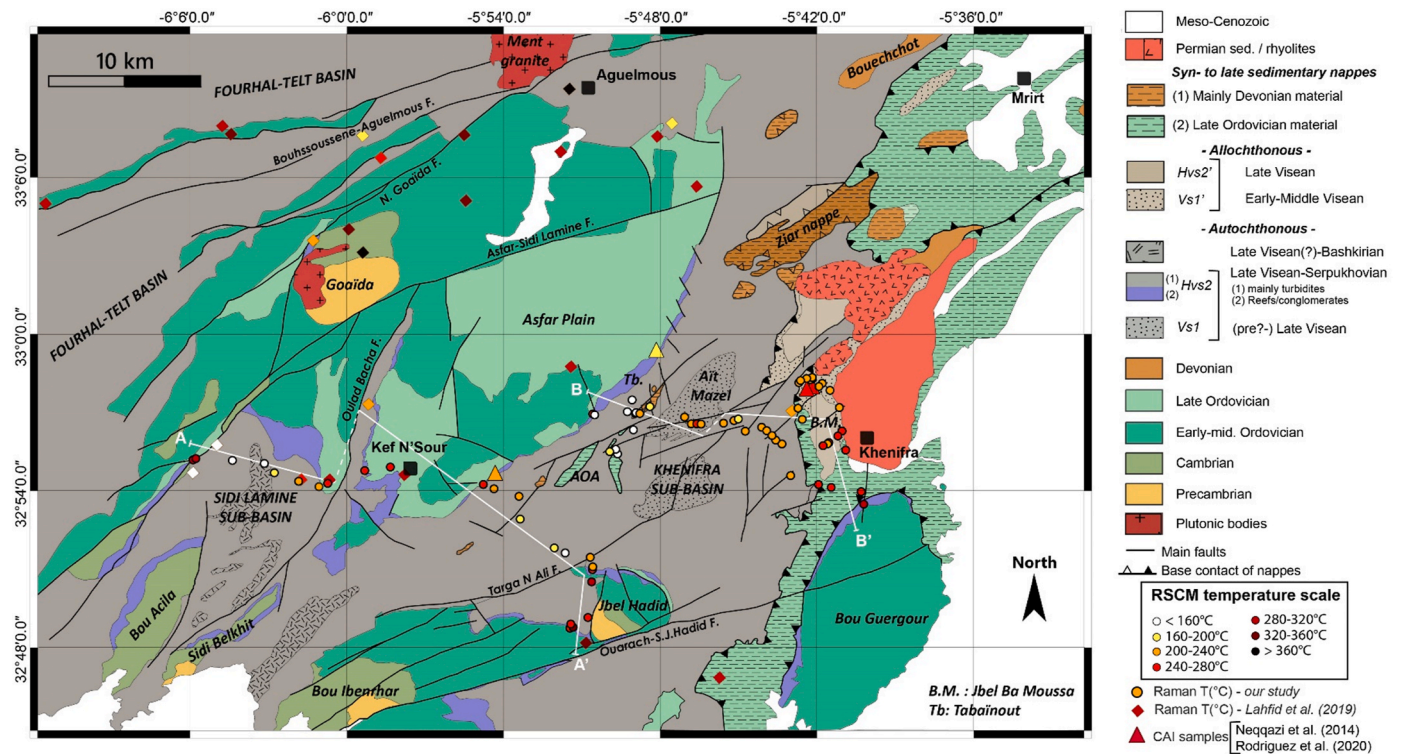 -6°6'0.0"
-6°0'0.0"
-5°54'0.0"
-5°48'0.0"
-5°42'0.0"
-5°36'0.0"
33°6'0.0"
33°0'0.0"
32°54'0.0"
32°48'0.0"
10 km
FOURHAL-TELT BASIN
Ment
granite
Aguelmous
Bouechchot
Mrirt
Bouhssoussene-Aguelmous F.
N. Goaïda F.
Asfar-Sidi Lamine F.
Ziar nappe
FOURHAL-TELT BASIN
Goaïda
Asfar Plain
Oulad Bacha F.
Tb.
Aït
Mazel
B
A
B.M.
Kef N'Sour
Khenifra
AOA
KHENIFRA
SUB-BASIN
SIDI LAMINE
SUB-BASIN
B'
Targa N Ali F.
Jbel Hadid
Bou Acila
Sidi Belkhit
Ouarach-S.J.Hadid F.
A'
Bou Guergour
Bou Ibenrhar
North
B.M. : Jbel Ba Moussa
Tb: Tabaïnout
Meso-Cenozoic
Permian sed. / rhyolites
Syn- to late sedimentary nappes
(1) Mainly Devonian material
(2) Late Ordovician material
- Allochthonous -
Hvs2' Late Visean
Vs1' Early-Middle Visean
- Autochthonous -
Late Visean(?)-Bashkirian
(1) (2) Hvs2 Late Visean-Serpukhovian
(1) mainly turbidites
(2) Reefs/conglomerates
Vs1 (pre?-) Late Visean
Devonian
Late Ordovician
Early-mid. Ordovician
Cambrian
Precambrian
Plutonic bodies
Main faults
Base contact of nappes
RSCM temperature scale
< 160°C
160-200°C
200-240°C
240-280°C
280-320°C
320-360°C
> 360°C
Raman T(°C) - our study
Raman T(°C) - Lahfid et al. (2019)
CAI samples
Neqqazi et al. (2014)
Rodriguez et al. (2020)